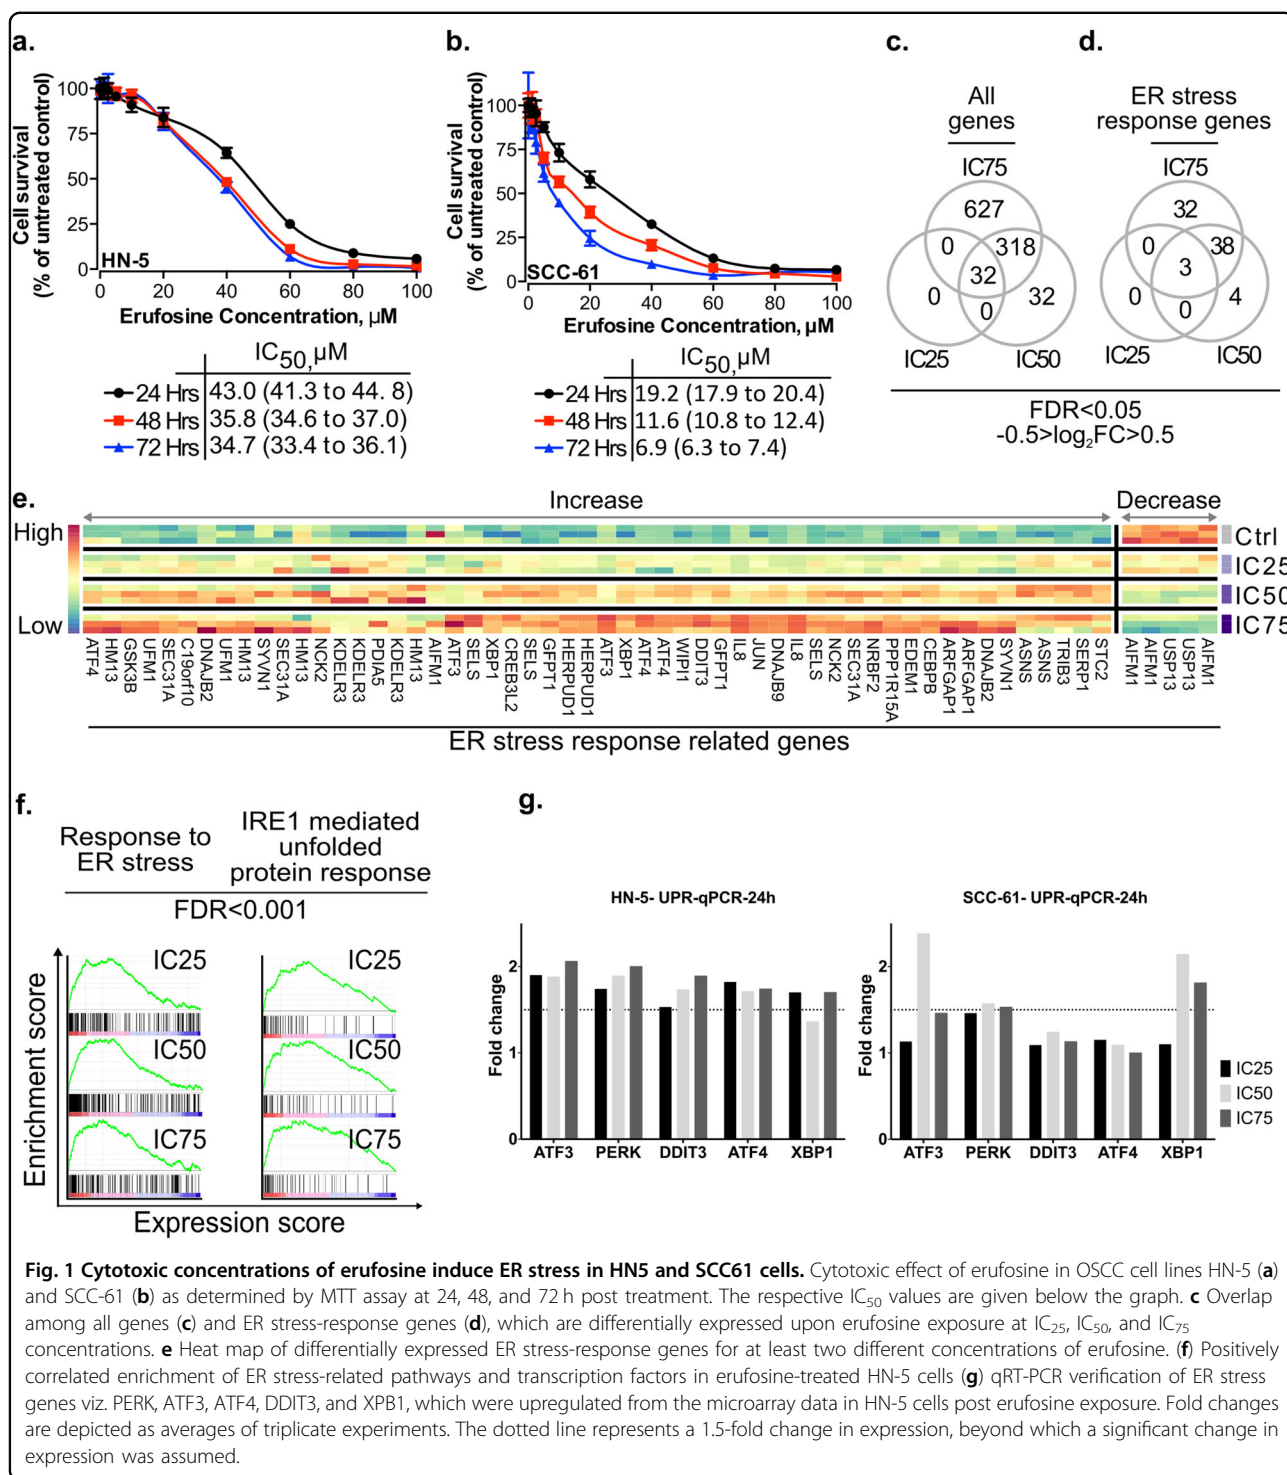 a.
b.
c.
d.
Cell survival
(% of untreated control)
100
75
50
25
0
HN-5
0 20 40 60 80 100
Erufosine Concentration, µM
IC50,µM
24 Hrs 43.0 (41.3 to 44. 8)
48 Hrs 35.8 (34.6 to 37.0)
72 Hrs 34.7 (33.4 to 36.1)
Cell survival
(% of untreated control)
100
75
50
25
0
SCC-61
0 20 40 60 80 100
Erufosine Concentration, µM
IC50,µM
24 Hrs 19.2 (17.9 to 20.4)
48 Hrs 11.6 (10.8 to 12.4)
72 Hrs 6.9 (6.3 to 7.4)
All
genes
IC75
627
0 318
32
0 32
0
IC25 IC50
ER stress
response genes
IC75
32
0 38
3
0 4
0
IC25 IC50
FDR<0.05
-0.5>log2FC>0.5
e.
Increase
Decrease
High
Low
Ctrl
IC25
IC50
IC75
ATF4
HM13
GSK3B
UFM1
SEC31A
C19orf10
DNAJB2
UFM1
HM13
SYVN1
SEC31A
HM13
NCK2
KDELR3
KDELR3
PDIA5
KDELR3
HM13
AIFM1
ATF3
SELS
XBP1
CREB3L2
SELS
GFPT1
HERPUD1
HERPUD1
ATF3
XBP1
ATF4
ATF4
WIPI1
DDIT3
GFPT1
IL8
JUN
DNAJB9
IL8
SELS
NCK2
SEC31A
NRBF2
PPP1R15A
EDEM1
CEBPB
ARFGAP1
ARFGAP1
DNAJB2
SYVN1
ASNS
ASNS
TRIB3
SERP1
STC2
AIFM1
AIFM1
USP13
USP13
AIFM1
ER stress response related genes
f.
Response to
ER stress
IRE1 mediated
unfolded
protein response
FDR<0.001
Enrichment score
IC25
IC25
IC50
IC50
IC75
IC75
Expression score
g.
HN-5- UPR-qPCR-24h
Fold change
2
1
0
ATF3 PERK DDIT3 ATF4 XBP1
SCC-61- UPR-qPCR-24h
Fold change
2
1
0
ATF3 PERK DDIT3 ATF4 XBP1
IC25
IC50
IC75
Fig. 1 Cytotoxic concentrations of erufosine induce ER stress in HN5 and SCC61 cells. Cytotoxic effect of erufosine in OSCC cell lines HN-5 (a)
and SCC-61 (b) as determined by MTT assay at 24, 48, and 72 h post treatment. The respective IC50 values are given below the graph. c Overlap
among all genes (c) and ER stress-response genes (d), which are differentially expressed upon erufosine exposure at IC25, IC50, and IC75
concentrations. e Heat map of differentially expressed ER stress-response genes for at least two different concentrations of erufosine. (f) Positively
correlated enrichment of ER stress-related pathways and transcription factors in erufosine-treated HN-5 cells (g) qRT-PCR verification of ER stress
genes viz. PERK, ATF3, ATF4, DDIT3, and XPB1, which were upregulated from the microarray data in HN-5 cells post erufosine exposure. Fold changes
are depicted as averages of triplicate experiments. The dotted line represents a 1.5-fold change in expression, beyond which a significant change in
expression was assumed.